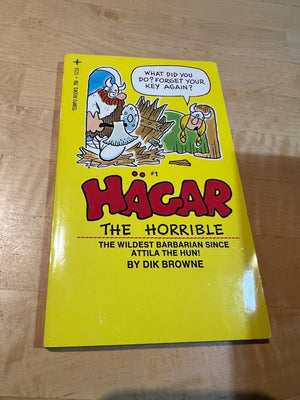 WHAT DID YOU
DO? FORGET YOUR
KEY AGAIN?
#1
HÄGAR
THE HORRIBLE
THE WILDEST BARBARIAN SINCE
ATTILA THE HUN!
BY DIK BROWNE